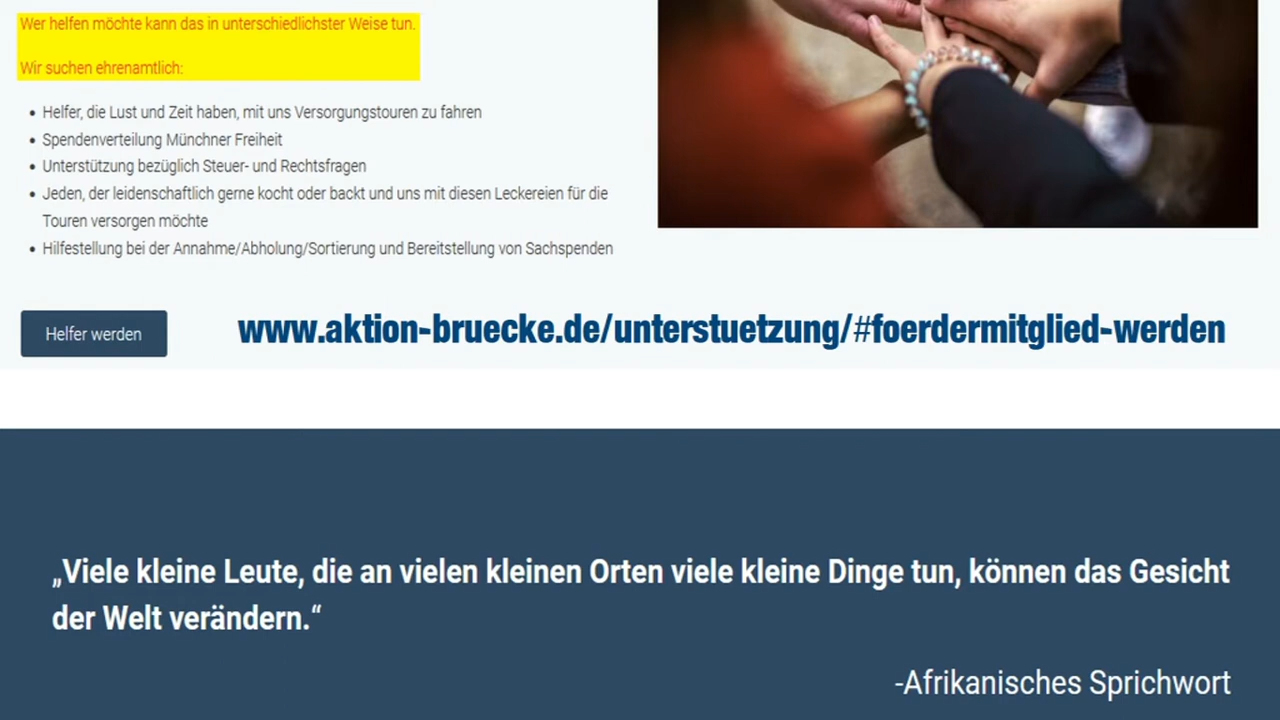 Wer helfen möchte kann das in unterschiedlichster Weise tun.
Wir suchen ehrenamtlich:
• Helfer, die Lust und Zeit haben, mit uns Versorgungstouren zu fahren
• Spendenverteilung Münchner Freiheit
• Unterstützung bezüglich Steuer- und Rechtsfragen
• Jeden, der leidenschaftlich gerne kocht oder backt und uns mit diesen Leckereien für die
Touren versorgen möchte
• Hilfestellung bei der Annahme/Abholung/Sortierung und Bereitstellung von Sachspenden
Helfer werden
www.aktion-bruecke.de/unterstuetzung/#foerdermitglied-werden
„Viele kleine Leute, die an vielen kleinen Orten viele kleine Dinge tun, können das Gesicht
der Welt verändern.“
-Afrikanisches Sprichwort